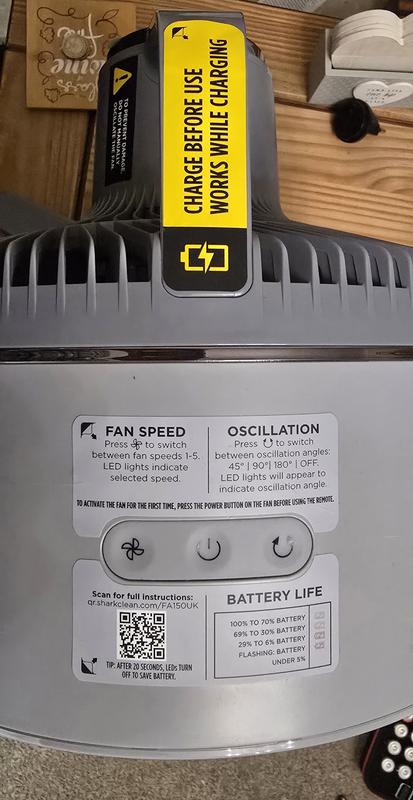 TO PREVENT DAMAGE,
DO NOT MANUALLY
OSCILLATE THE FAN.
CHARGE BEFORE USE
WORKS WHILE CHARGING
FAN SPEED
Press to switch
between fan speeds 1-5.
LED lights indicate
selected speed.
OSCILLATION
Press to switch
between oscillation angles:
45° | 90°| 180° | OFF.
LED lights will appear to
indicate oscillation angle.
TO ACTIVATE THE FAN FOR THE FIRST TIME, PRESS THE POWER BUTTON ON THE FAN BEFORE USING THE REMOTE.
Scan for full instructions:
qr.sharkclean.com/FA150UK
TIP: AFTER 20 SECONDS, LEDs TURN
OFF TO SAVE BATTERY.
BATTERY LIFE
100% TO 70% BATTERY
69% TO 30% BATTERY
29% TO 6% BATTERY
FLASHING: BATTERY
UNDER 5%